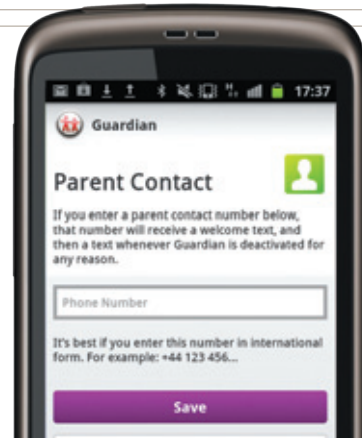 17:37
Guardian
Parent Contact
If you enter a parent contact number below,
that number will receive a welcome text, and
then a text whenever Guardian is deactivated for
any reason.
Phone Number
It's best if you enter this number in international
form. For example: +44 123 456...
Save